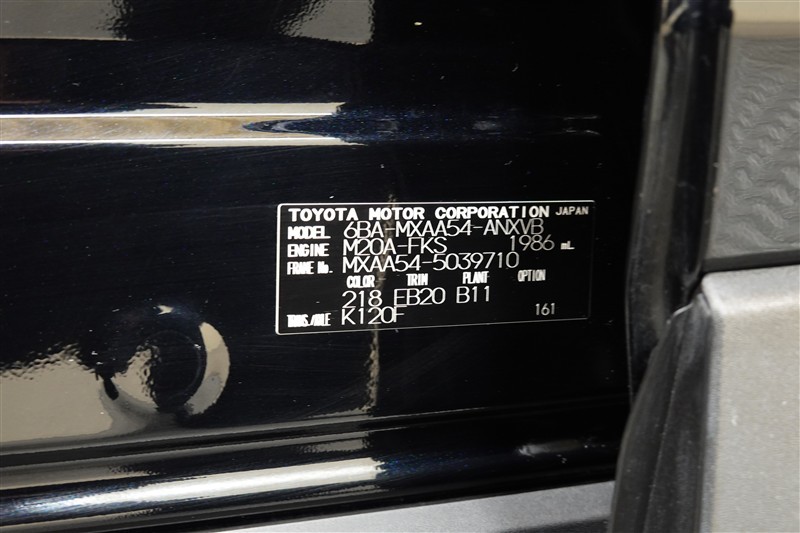 TOYOTA MOTOR CORPORATION JAPAN
MODEL 6BA-MXAA54-ANXVB
ENGINE M20A-FKS 1986 mL
FRAME No. MXAA54-5039710
COLOR TRIM PLANT OPTION
218 EB20 B11
TRANS./AXLE K120F 161